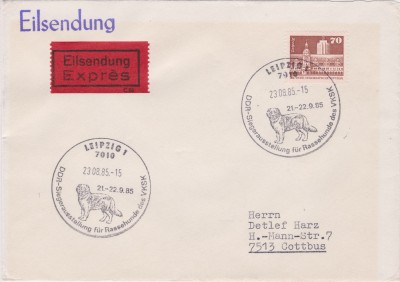 Eilsendung
Eilsendung
Exprès
70
LEIPZIG 1
7010
23.08.85.-15
21.-22.9.85
DDR-Siegerausstellung für Rassehunde des VKSK
LEIPZIG 1
7010
23.08.85.-15
21.-22.9.85
DDR-Siegerausstellung für Rassehunde des VKSK
Herrn
Detlef Harz
H.-Mann-Str.7
7513 Cottbus